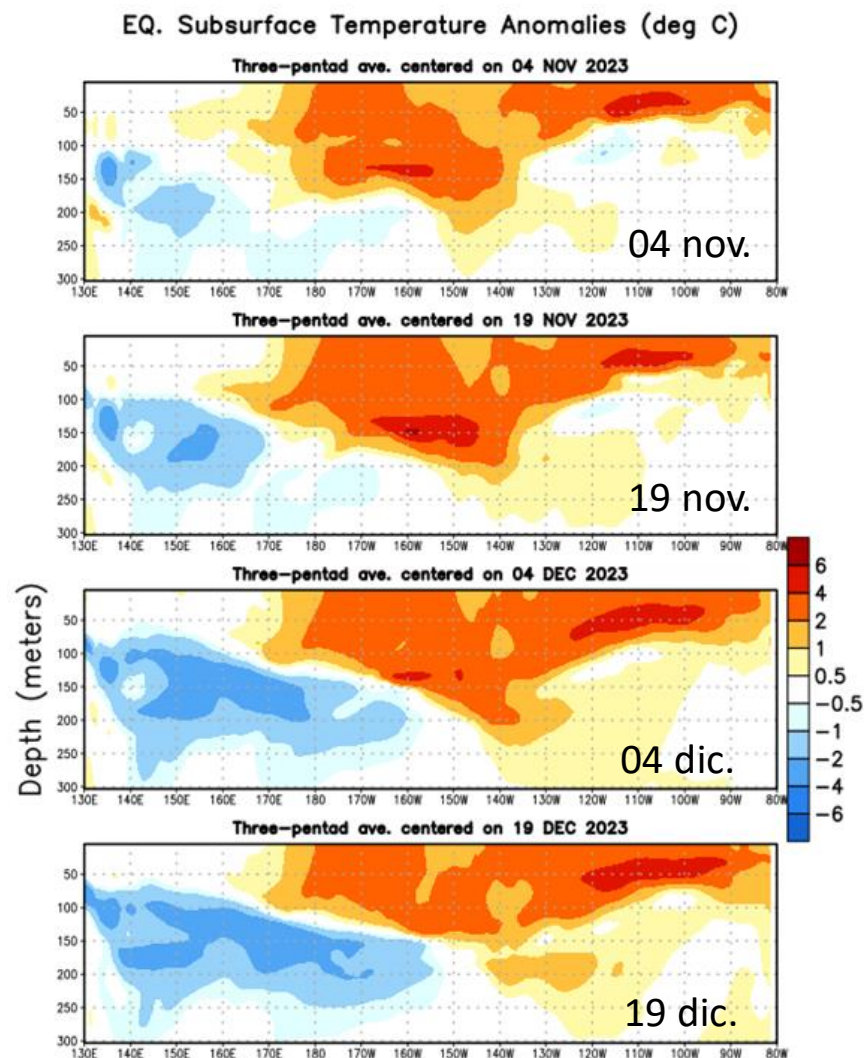 EQ. Subsurface Temperature Anomalies (deg C)
Three-pentad ave. centered on 04 NOV 2023
50
100
150
200
250
300
04 nov.
130E 140E 150E 160E 170E 180 170W 160W 150W 140W 130W 120W 110W 100W 90W 80W
Three-pentad ave. centered on 19 NOV 2023
50
100
150
200
250
300
19 nov.
130E 140E 150E 160E 170E 180 170W 160W 150W 140W 130W 120W 110W 100W 90W 80W
Three-pentad ave. centered on 04 DEC 2023
50
100
150
200
250
300
04 dic.
130E 140E 150E 160E 170E 180 170W 160W 150W 140W 130W 120W 110W 100W 90W 80W
Three-pentad ave. centered on 19 DEC 2023
50
100
150
200
250
300
19 dic.
130E 140E 150E 160E 170E 180 170W 160W 150W 140W 130W 120W 110W 100W 90W 80W
Depth (meters)
6
4
2
1
0.5
-0.5
-1
-2
-4
-6